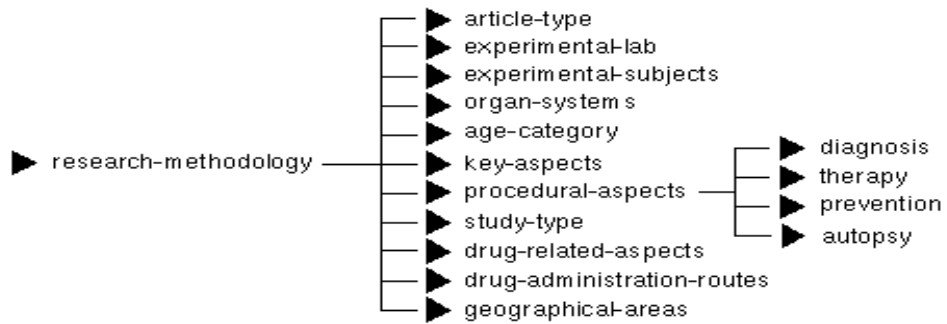 research-methodology
article-type
experimental-lab
experimental-subjects
organ-systems
age-category
key-aspects
procedural-aspects
study-type
drug-related-aspects
drug-administration-routes
geographical-areas
diagnosis
therapy
prevention
autopsy